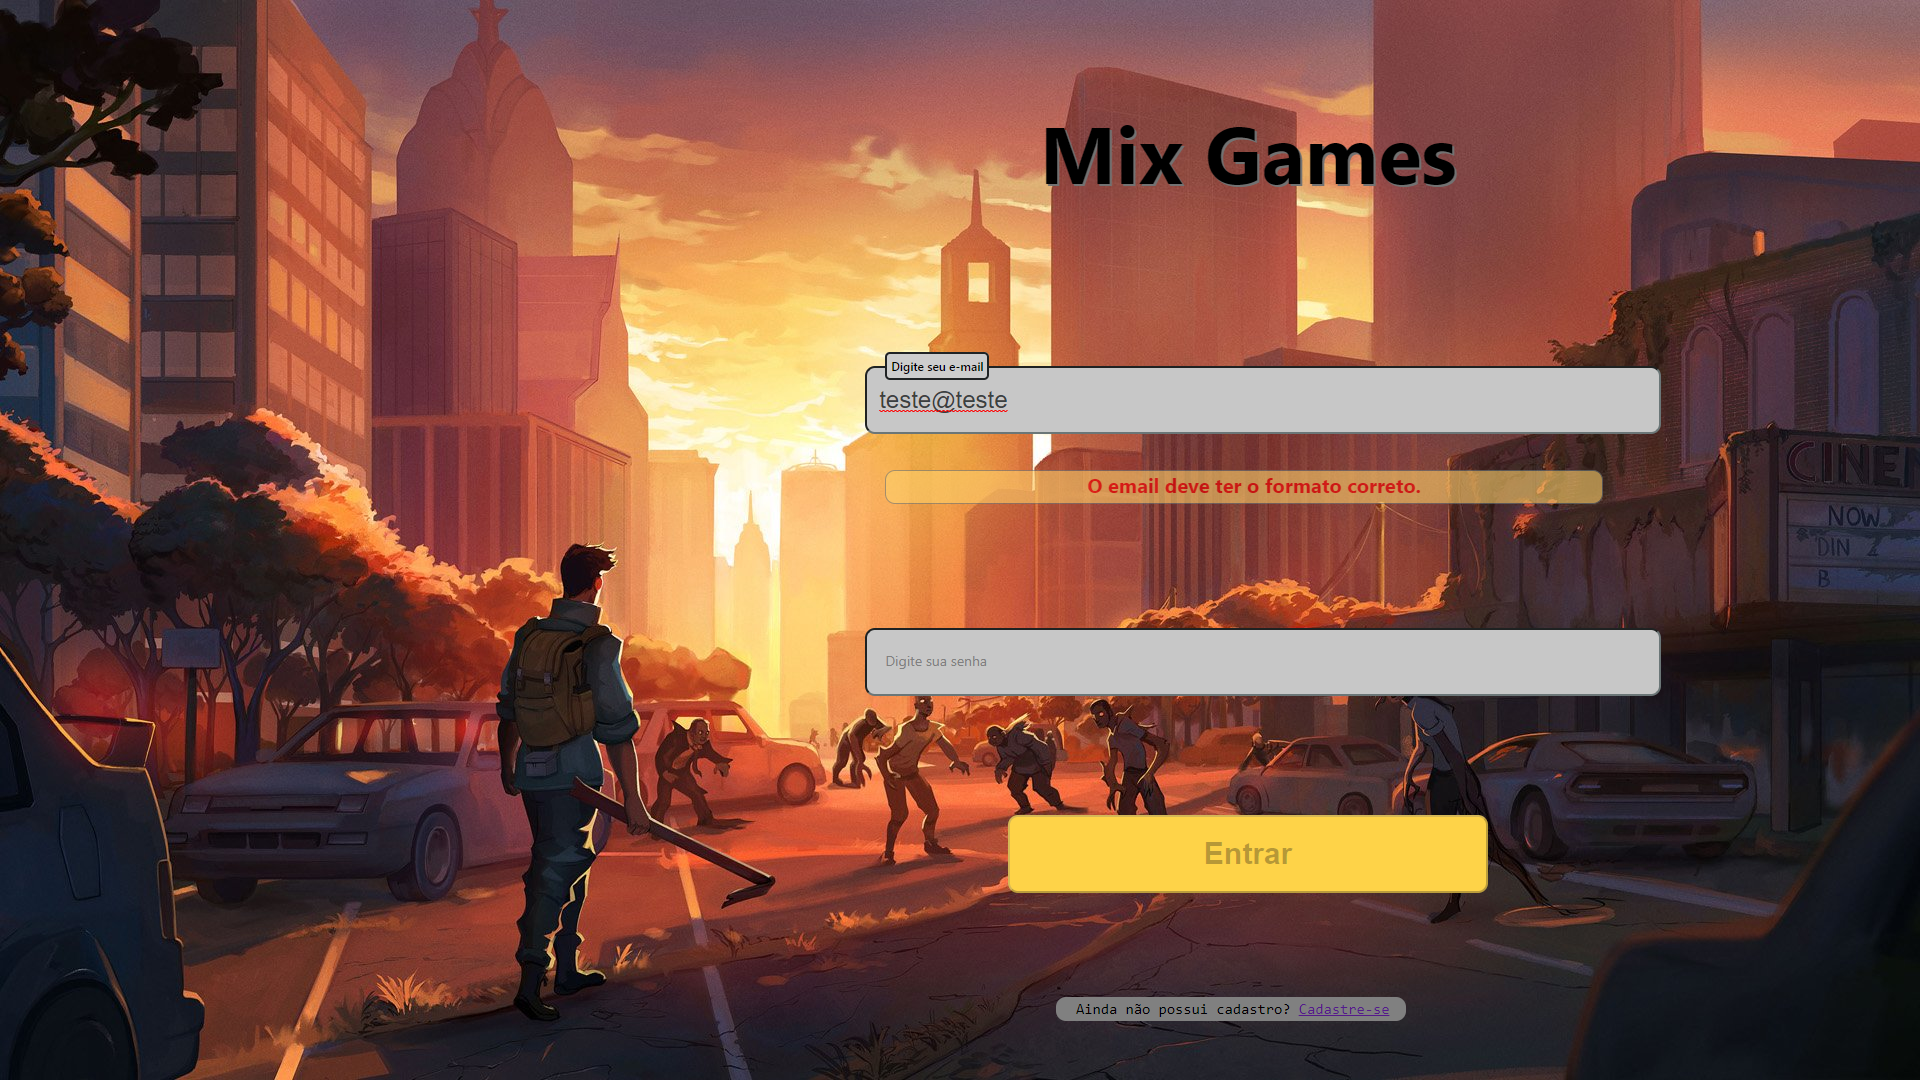 Mix Games
Digite seu e-mail
teste@teste
O email deve ter o formato correto.
CINE
NOW
DIN
B
Digite sua senha
Entrar
Ainda não possui cadastro? Cadastre-se